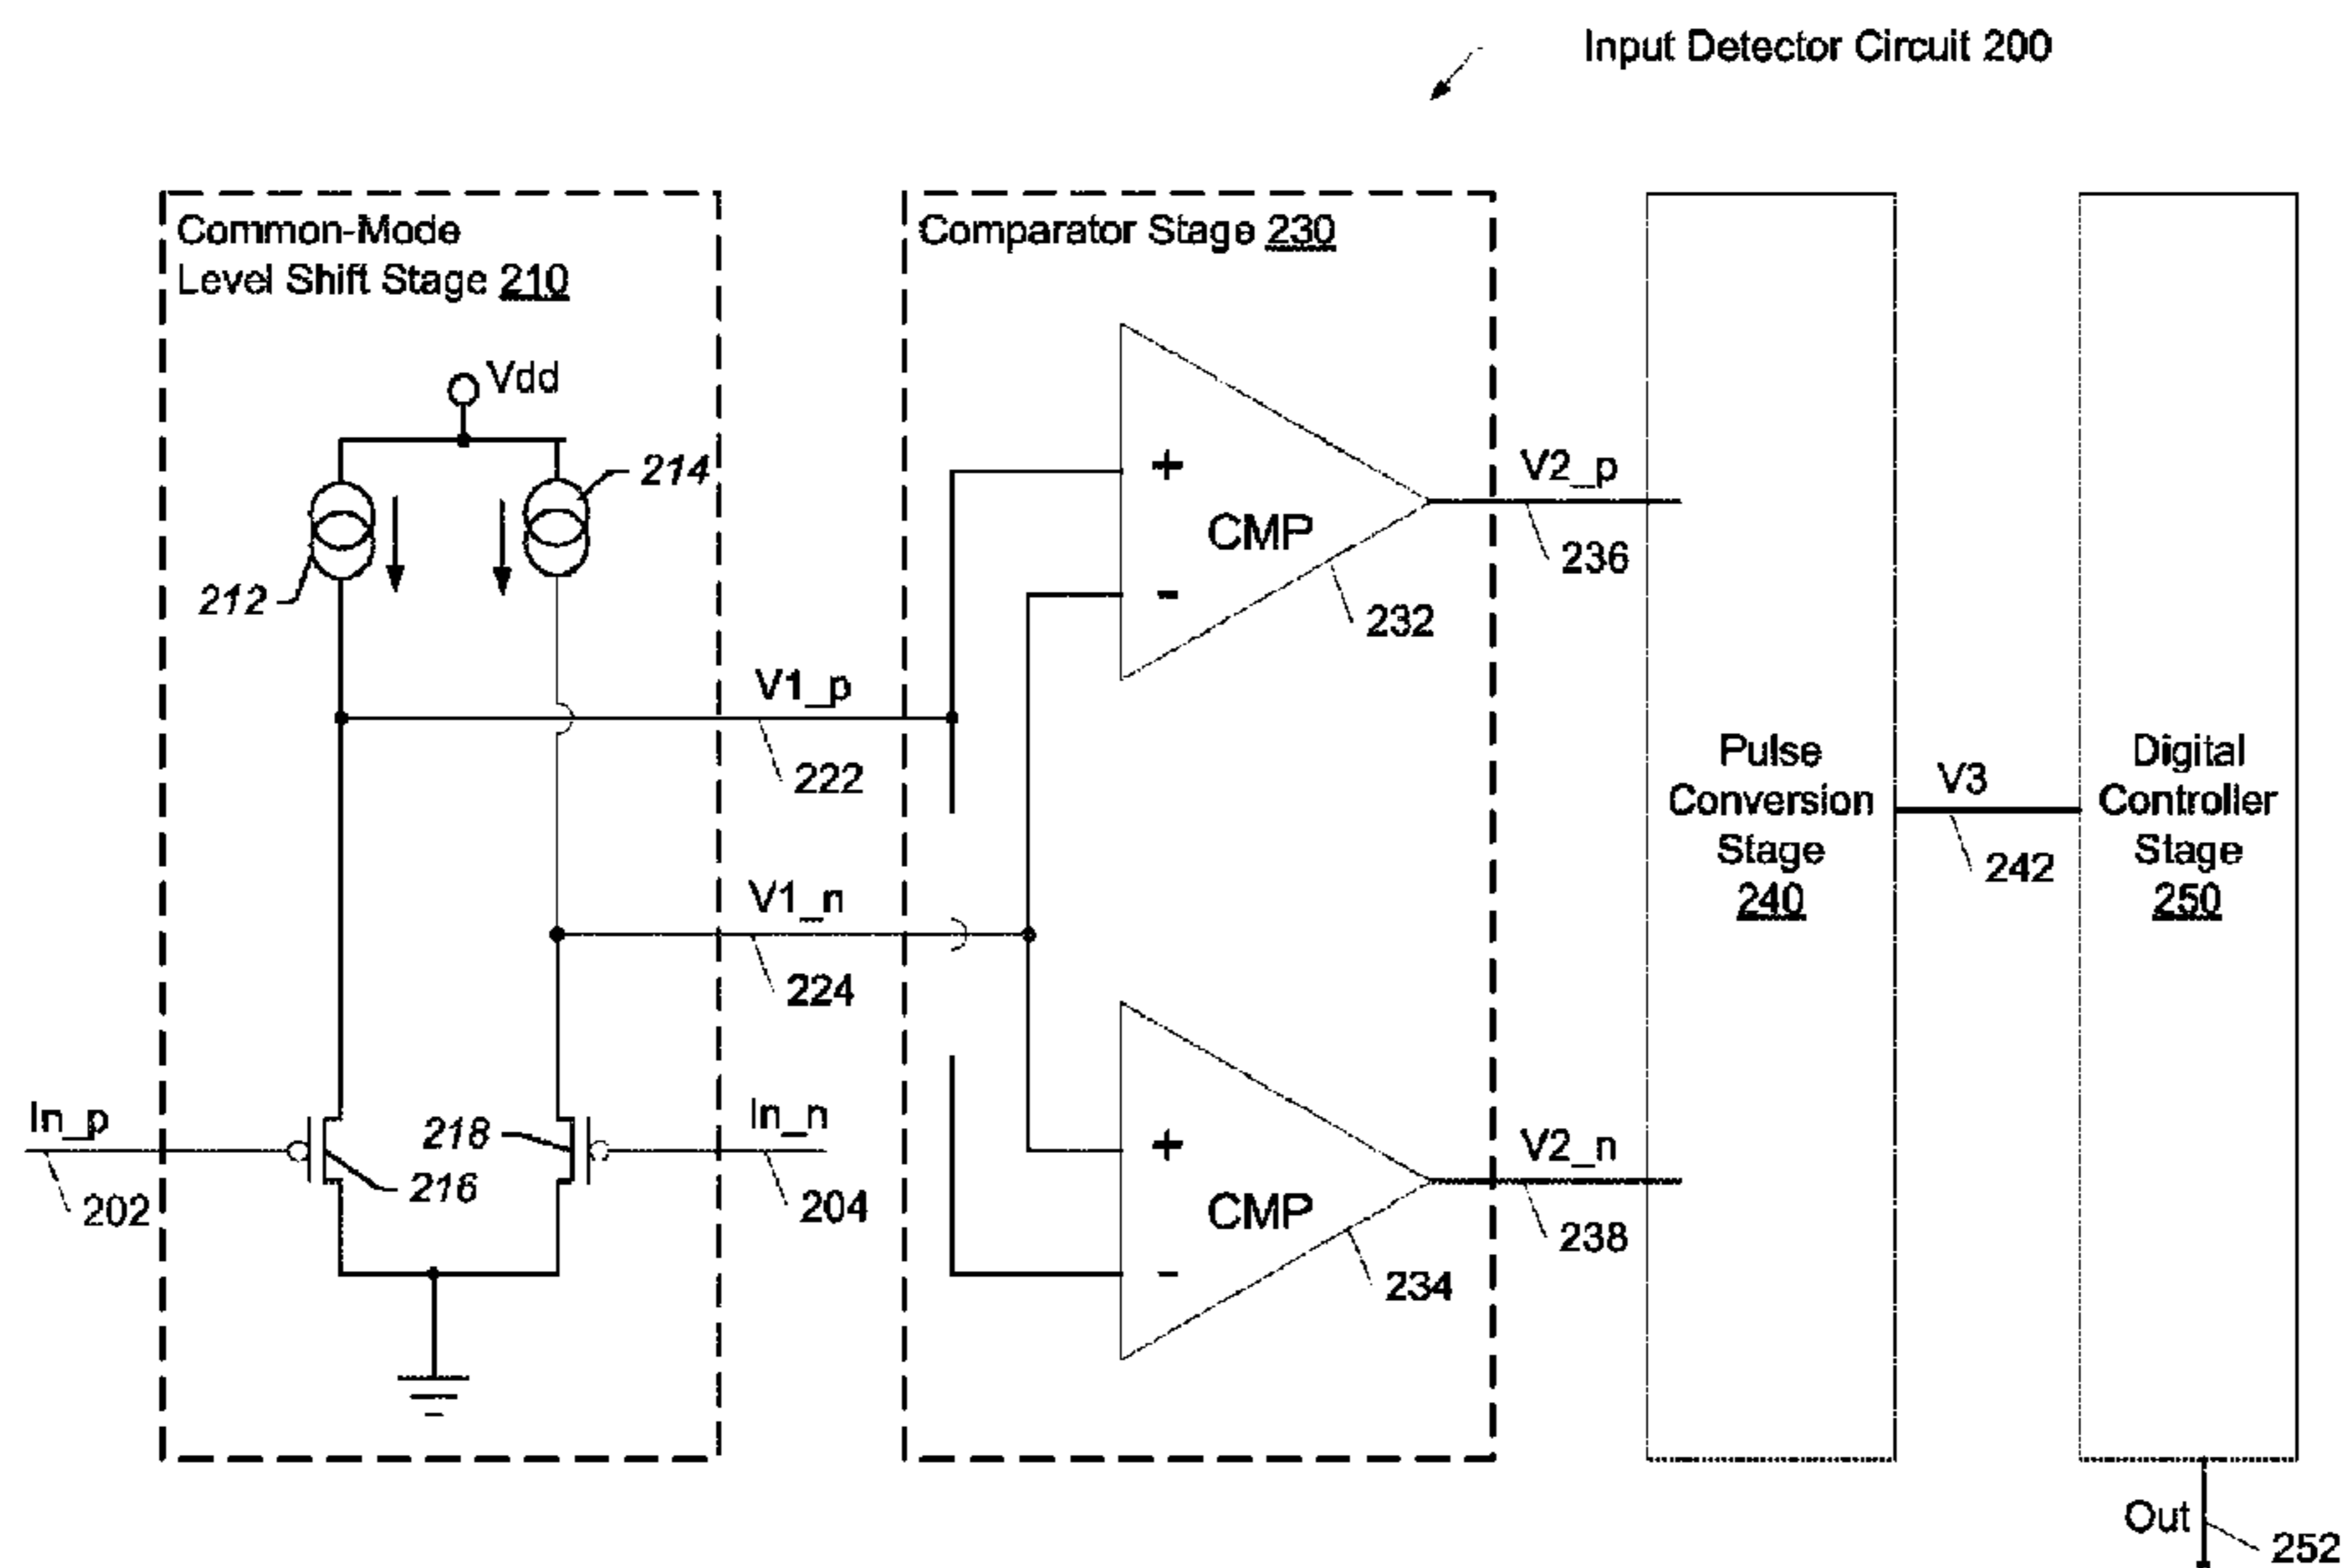 Input Detector Circuit 200
Common-Mode
Level Shift Stage 210
Comparator Stage 230
Vdd
214
212
+
CMP
-
232
V2_p
236
V1_p
222
V1_n
224
Pulse
Conversion
Stage
240
V3
242
Digital
Controller
Stage
250
In_p
202
216
218
In_n
204
+
CMP
-
234
V2_n
238
Out
252